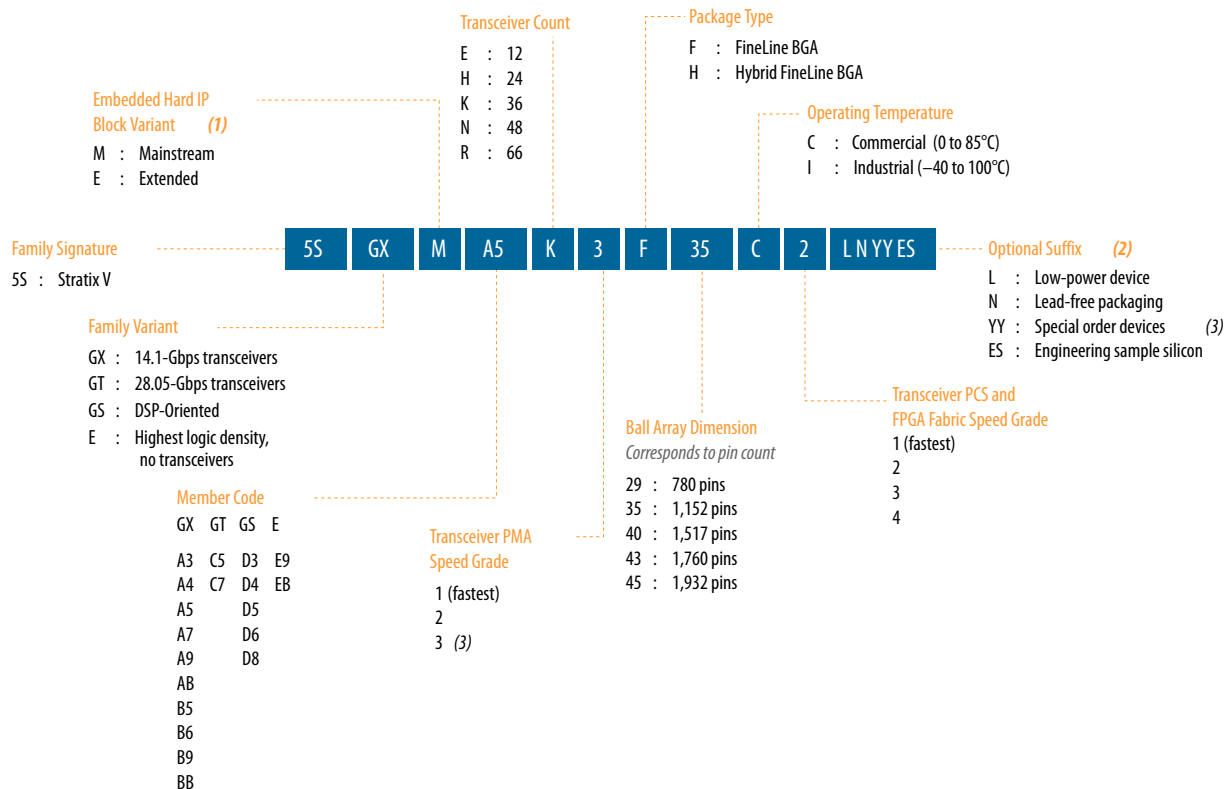 Transceiver Count
E : 12
H : 24
K : 36
N : 48
R : 66
Package Type
F : FineLine BGA
H : Hybrid FineLine BGA
Embedded Hard IP
Block Variant (1)
M : Mainstream
E : Extended
Operating Temperature
C : Commercial (0 to 85°C)
I : Industrial (–40 to 100°C)
Family Signature
5S : Stratix V
5S GX M A5 K 3 F 35 C 2 L N YY ES
Optional Suffix (2)
L : Low-power device
N : Lead-free packaging
YY : Special order devices (3)
ES : Engineering sample silicon
Family Variant
GX : 14.1-Gbps transceivers
GT : 28.05-Gbps transceivers
GS : DSP-Oriented
E : Highest logic density,
no transceivers
Member Code
GX GT GS E
A3 C5 D3 E9
A4 C7 D4 EB
A5 D5
A7 D6
A9 D8
AB
B5
B6
B9
BB
Transceiver PMA
Speed Grade
1 (fastest)
2
3 (3)
Ball Array Dimension
Corresponds to pin count
29 : 780 pins
35 : 1,152 pins
40 : 1,517 pins
43 : 1,760 pins
45 : 1,932 pins
Transceiver PCS and
FPGA Fabric Speed Grade
1 (fastest)
2
3
4